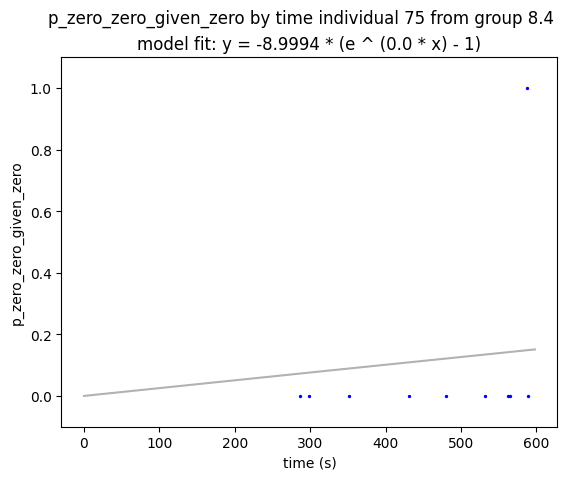 p_zero_zero_given_zero by time individual 75 from group 8.4
model fit: y = -8.9994 * (e ^ (0.0 * x) - 1)
1.0
0.8
0.6
0.4
0.2
0.0
p_zero_zero_given_zero
0 100 200 300 400 500 600
time (s)